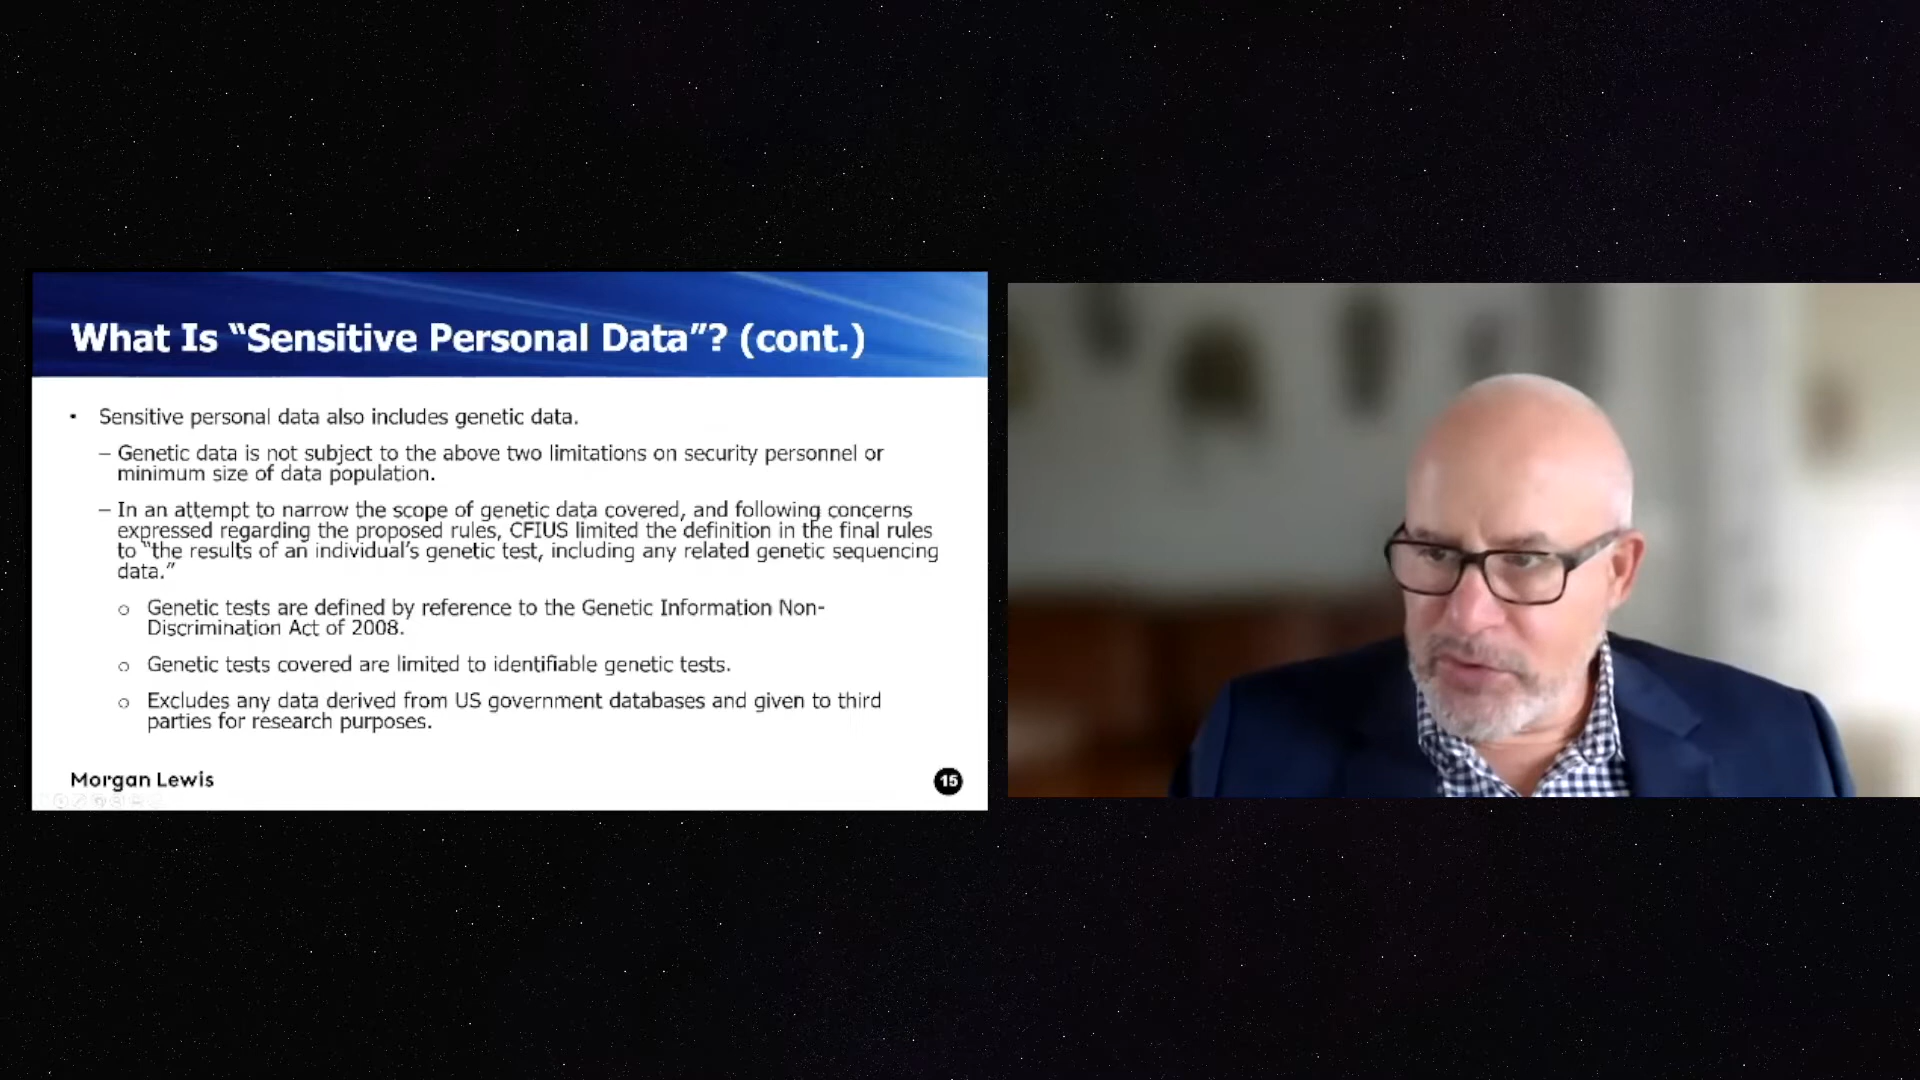 What Is “Sensitive Personal Data”? (cont.)
• Sensitive personal data also includes genetic data.
– Genetic data is not subject to the above two limitations on security personnel or
minimum size of data population.
– In an attempt to narrow the scope of genetic data covered, and following concerns
expressed regarding the proposed rules, CFIUS limited the definition in the final rules
to “the results of an individual’s genetic test, including any related genetic sequencing
data.”
o Genetic tests are defined by reference to the Genetic Information Non-
Discrimination Act of 2008.
o Genetic tests covered are limited to identifiable genetic tests.
o Excludes any data derived from US government databases and given to third
parties for research purposes.
Morgan Lewis
15